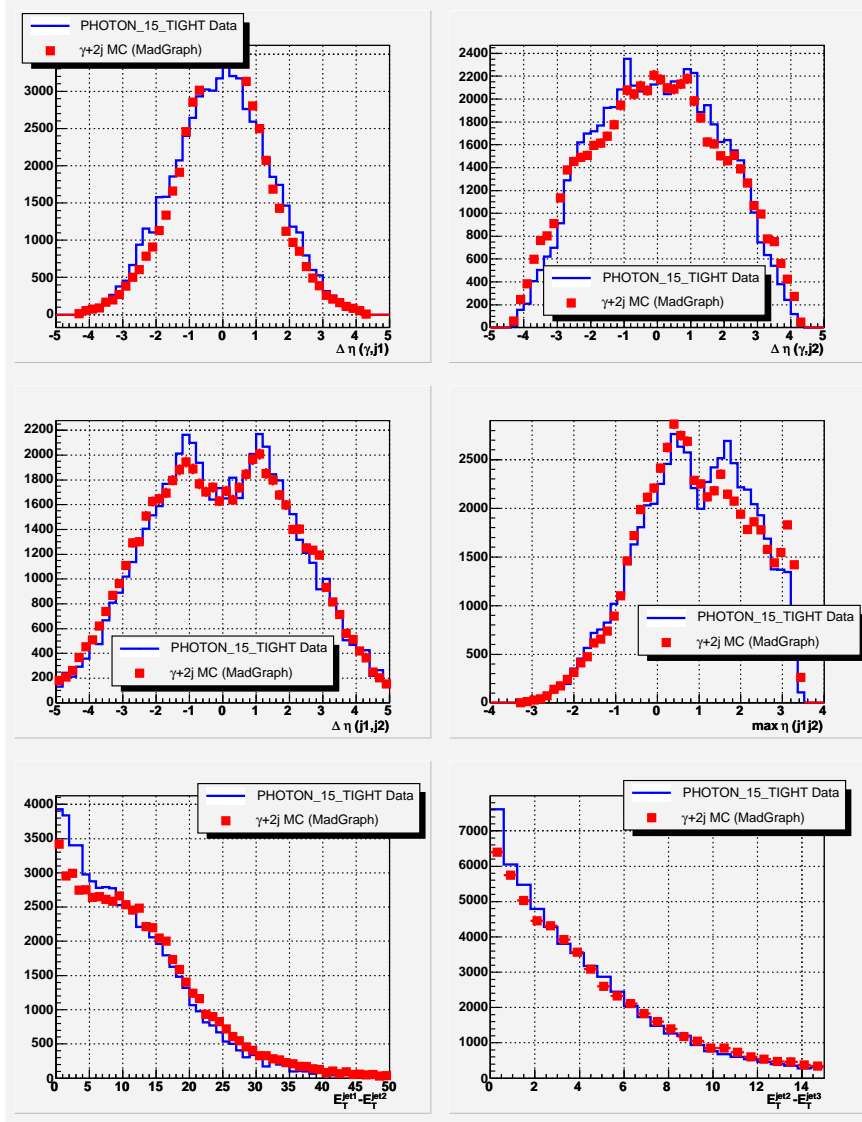 PHOTON_15_TIGHT Data
γ+2j MC (MadGraph)
3000
2500
2000
1500
1000
500
0
-5 -4 -3 -2 -1 0 1 2 3 4 5
Δ η (γ,j1)
2400
2200
2000
1800
1600
1400
1200
1000
800
600
400
200
0
PHOTON_15_TIGHT Data
γ+2j MC (MadGraph)
-5 -4 -3 -2 -1 0 1 2 3 4 5
Δ η (γ,j2)
2200
2000
1800
1600
1400
1200
1000
800
600
400
200
0
PHOTON_15_TIGHT Data
γ+2j MC (MadGraph)
-5 -4 -3 -2 -1 0 1 2 3 4 5
Δ η (j1,j2)
2500
2000
1500
1000
500
0
PHOTON_15_TIGHT Data
γ+2j MC (MadGraph)
-4 -3 -2 -1 0 1 2 3 4
max η (j1j2)
PHOTON_15_TIGHT Data
γ+2j MC (MadGraph)
4000
3500
3000
2500
2000
1500
1000
500
0
0 5 10 15 20 25 30 35 40 45 50
E_T^jet1-E_T^jet2
PHOTON_15_TIGHT Data
γ+2j MC (MadGraph)
7000
6000
5000
4000
3000
2000
1000
0
0 2 4 6 8 10 12 14
E_T^jet2-E_T^jet3